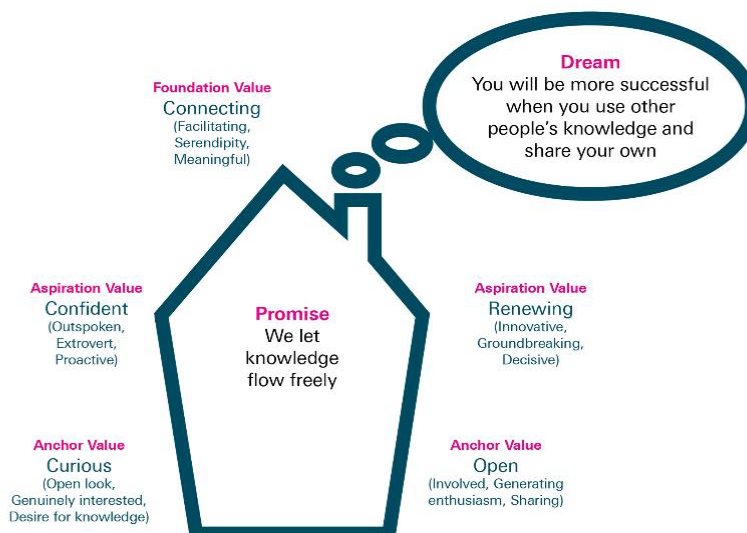 Dream
You will be more successful
when you use other
people's knowledge and
share your own
Foundation Value
Connecting
(Facilitating,
Serendipity,
Meaningful)
Aspiration Value
Confident
(Outspoken,
Extrovert,
Proactive)
Promise
We let
knowledge
flow freely
Aspiration Value
Renewing
(Innovative,
Groundbreaking,
Decisive)
Anchor Value
Curious
(Open look,
Genuinely interested,
Desire for knowledge)
Anchor Value
Open
(Involved, Generating
enthusiasm, Sharing)